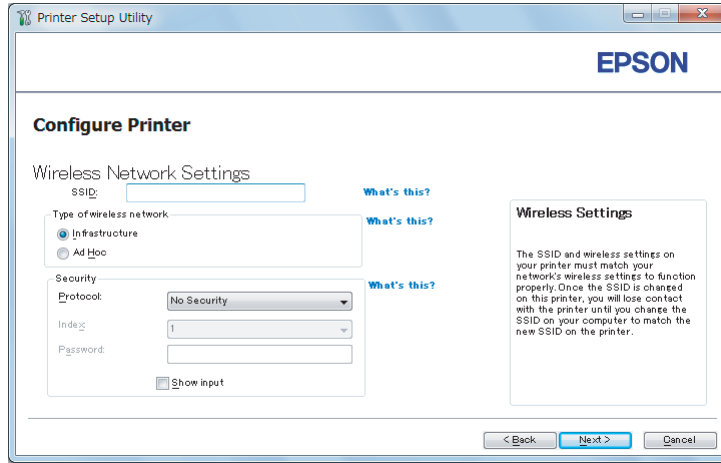 Printer Setup Utility
EPSON
Configure Printer
Wireless Network Settings
SSID:
What's this?
Type of wireless network
What's this?
Infrastructure
Ad Hoc
Security
What's this?
Protocol:
No Security
Index:
1
Password:
Show input
Wireless Settings
The SSID and wireless settings on
your printer must match your
network's wireless settings to function
properly. Once the SSID is changed
on this printer, you will lose contact
with the printer until you change the
SSID on your computer to match the
new SSID on the printer.
< Back
Next >
Cancel